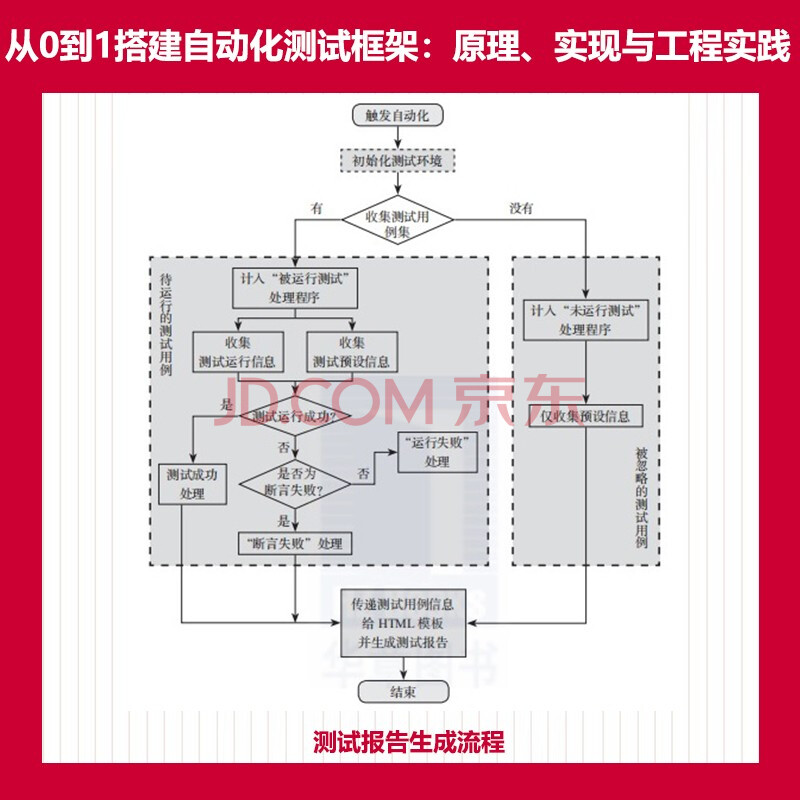 从0到1搭建自动化测试框架：原理、实现与工程实践
触发自动化
初始化测试环境
收集测试用
例集
有
没有
待运行的测试用例
计入“被运行测试”
处理程序
收集
测试运行信息
收集
测试预设信息
测试运行成功？
是
否
测试成功
处理
是否为
断言失败？
否
“运行失败”
处理
是
“断言失败”处理
计入“未运行测试”
处理程序
仅收集预设信息
被忽略的测试用例
JD.COM 京东
传递测试用例信息
给 HTML 模板
并生成测试报告
华章图书
结束
测试报告生成流程